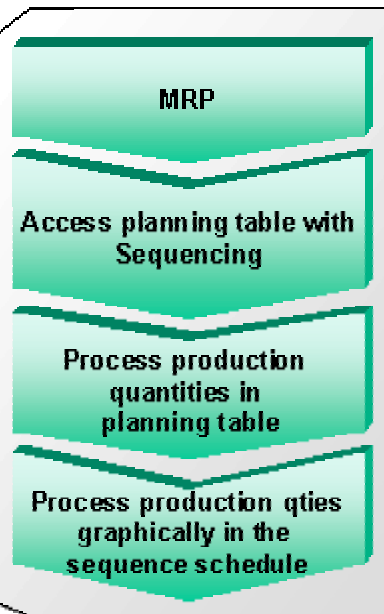 MRP
Access planning table with
Sequencing
Process production
quantities in
planning table
Process production qties
graphically in the
sequence schedule